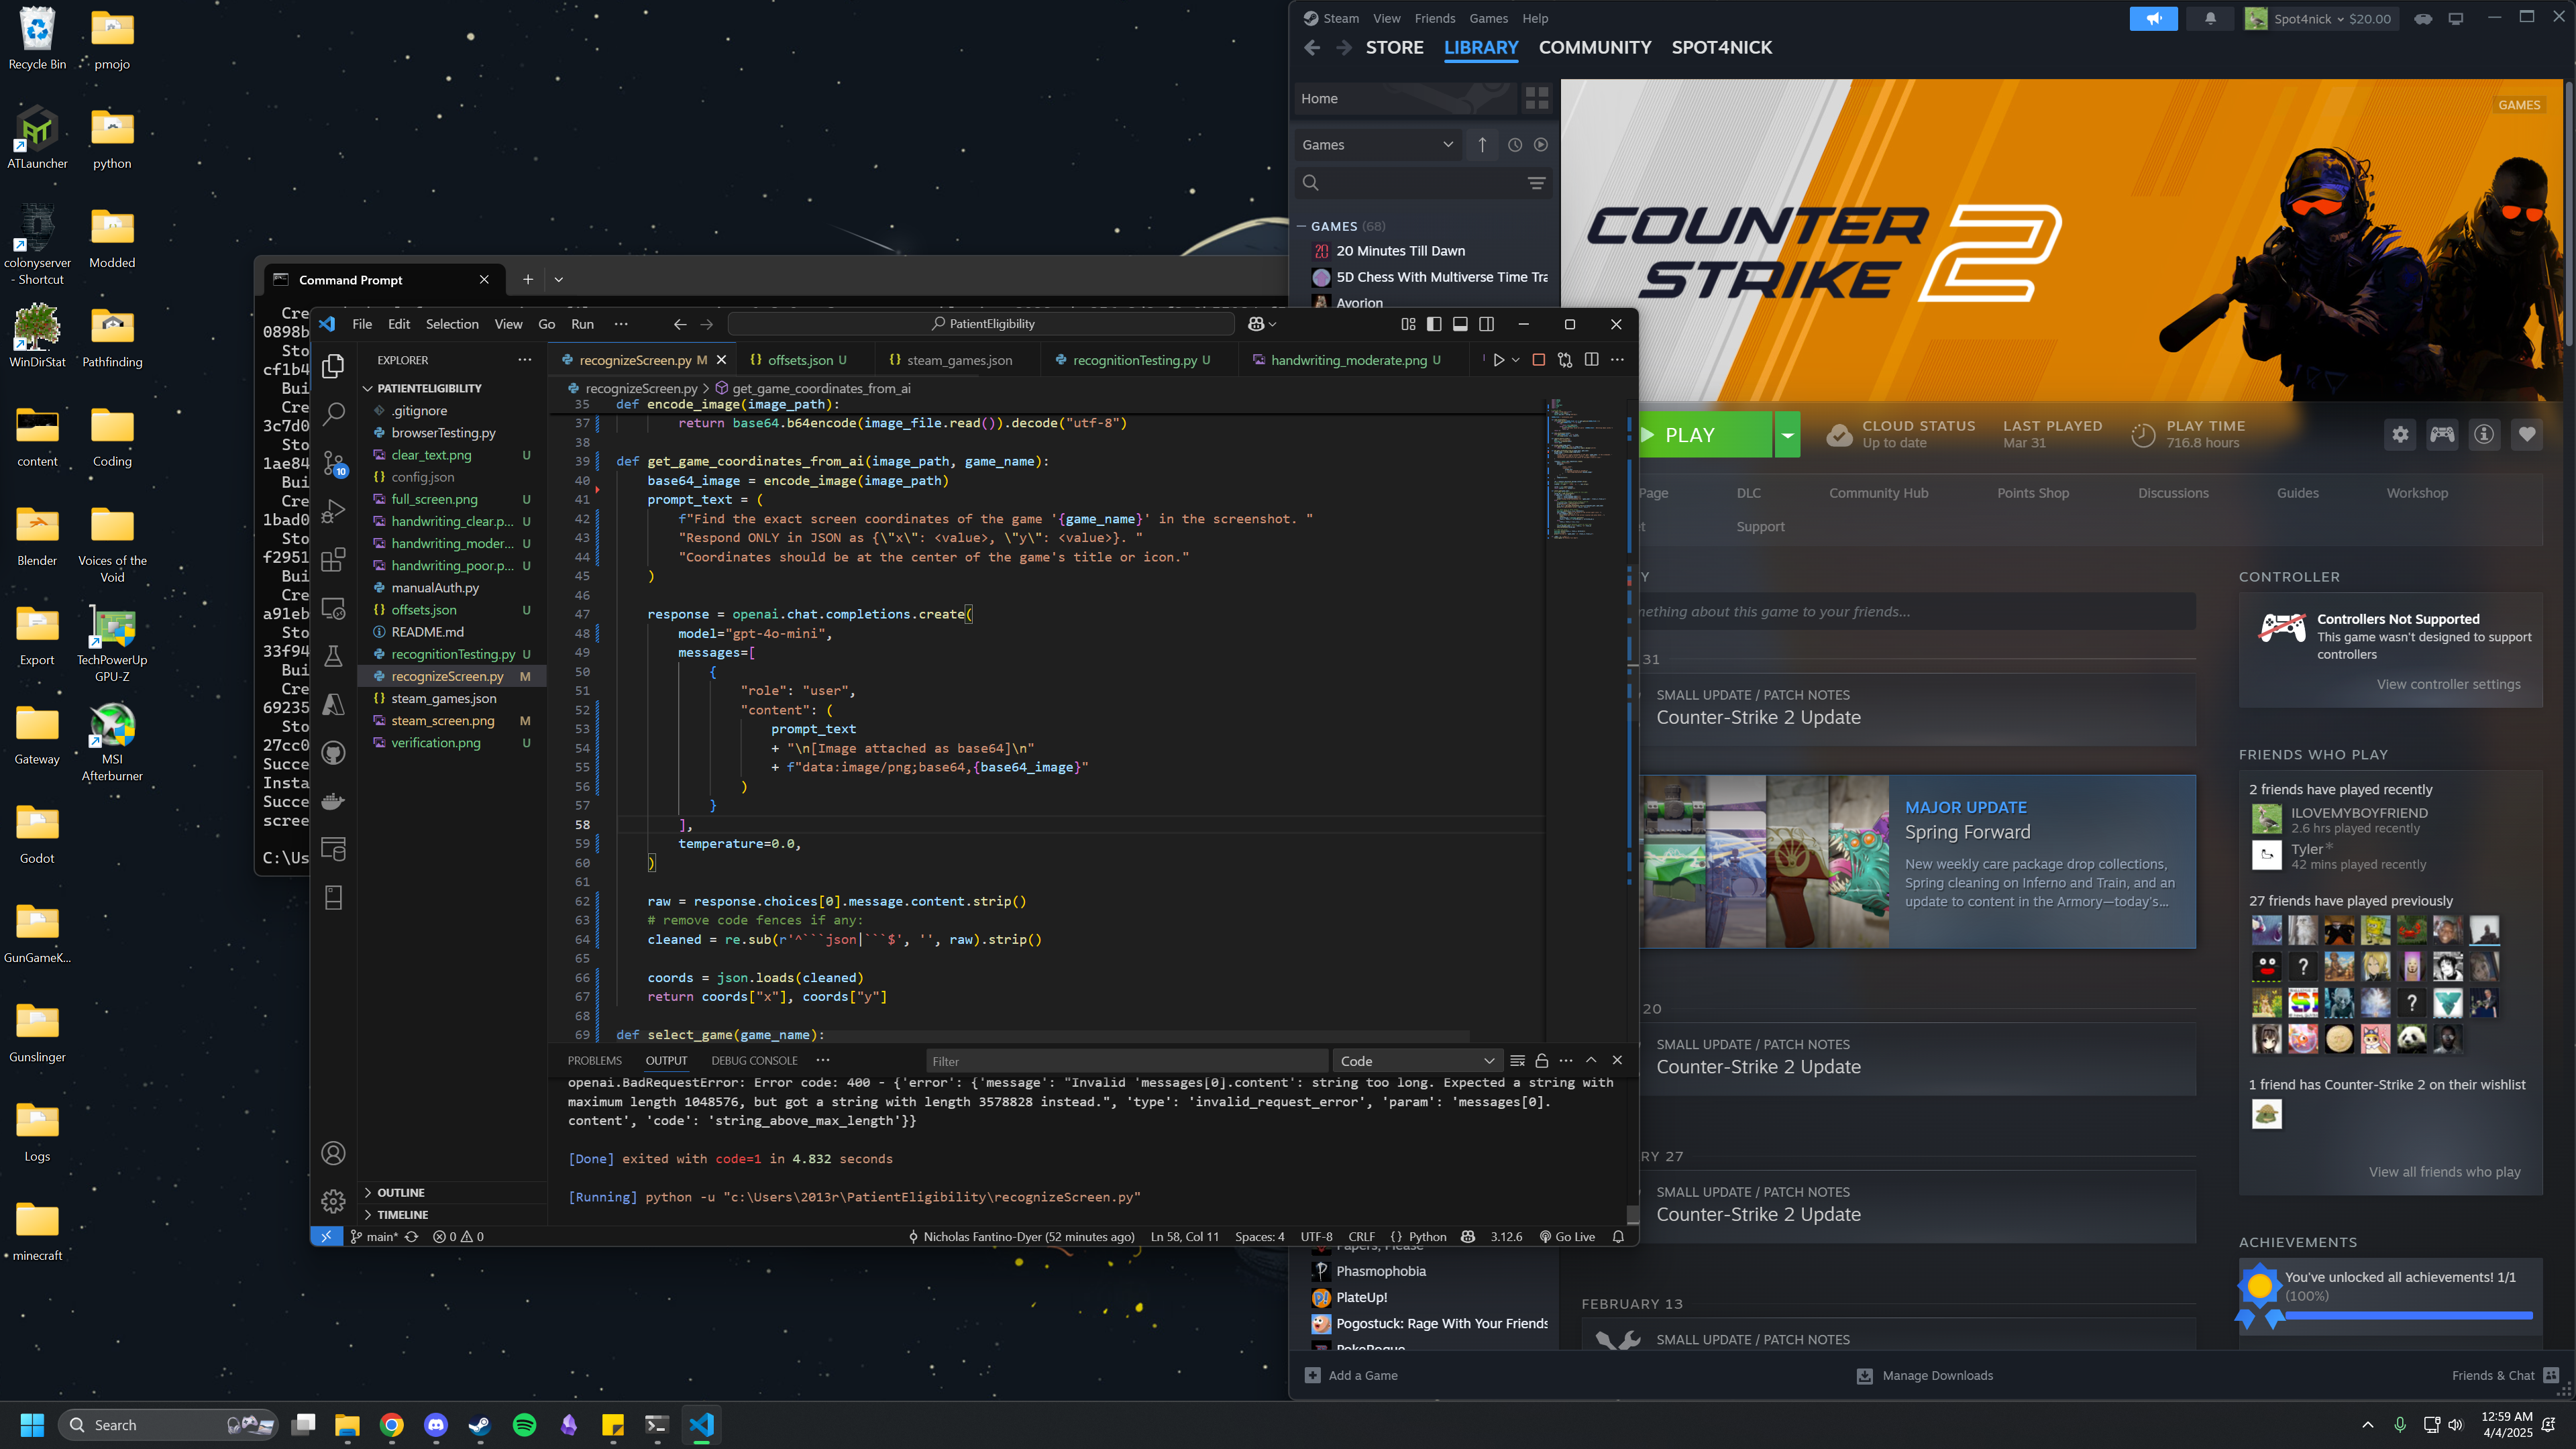 Recycle Bin
pmojo
ATLauncher
python
colonyserver
- Shortcut
Modded
WinDirStat
Pathfinding
content
Coding
Blender
Voices of the
Void
Export
TechPowerUp
GPU-Z
Gateway
MSI
Afterburner
Godot
GunGameK...
Gunslinger
Logs
minecraft
Command Prompt
Cre
0898b
Sto
cf1b4
Bui
Cre
3c7d0
Sto
1ae84
Bui
Cre
1bad0
Sto
f2951
Bui
Cre
a91eb
Sto
33f94
Bui
Cre
69235
Sto
27cc0
Succe
Insta
Succe
scree
C:\Us
File Edit Selection View Go Run ...
PatientEligibility
EXPLORER
PATIENTELIGIBILITY
.gitignore
browserTesting.py
clear_text.png U
config.json
full_screen.png U
handwriting_clear.p... U
handwriting_moder... U
handwriting_poor.p... U
manualAuth.py
offsets.json U
README.md
recognitionTesting.py U
recognizeScreen.py M
steam_games.json
steam_screen.png M
verification.png U
OUTLINE
TIMELINE
10
recognizeScreen.py M
offsets.json U
steam_games.json
recognitionTesting.py U
handwriting_moderate.png U
recognizeScreen.py > get_game_coordinates_from_ai
35 def encode_image(image_path):
37 return base64.b64encode(image_file.read()).decode("utf-8")
38
39 def get_game_coordinates_from_ai(image_path, game_name):
40 base64_image = encode_image(image_path)
41 prompt_text = (
42 f"Find the exact screen coordinates of the game '{game_name}' in the screenshot. "
43 "Respond ONLY in JSON as {\"x\": <value>, \"y\": <value>}. "
44 "Coordinates should be at the center of the game's title or icon."
45 )
46
47 response = openai.chat.completions.create(
48 model="gpt-4o-mini",
49 messages=[
50 {
51 "role": "user",
52 "content": (
53 prompt_text
54 + "\n[Image attached as base64]\n"
55 + f"data:image/png;base64,{base64_image}"
56 )
57 }
58 ],
59 temperature=0.0,
60 )
61
62 raw = response.choices[0].message.content.strip()
63 # remove code fences if any:
64 cleaned = re.sub(r'^```json|```$', '', raw).strip()
65
66 coords = json.loads(cleaned)
67 return coords["x"], coords["y"]
68
69 def select_game(game_name):
PROBLEMS OUTPUT DEBUG CONSOLE ...
Filter
Code
openai.BadRequestError: Error code: 400 - {'error': {'message': "Invalid 'messages[0].content': string too long. Expected a string with
maximum length 1048576, but got a string with length 3578828 instead.", 'type': 'invalid_request_error', 'param': 'messages[0].
content', 'code': 'string_above_max_length'}}
[Done] exited with code=1 in 4.832 seconds
[Running] python -u "c:\Users\2013r\PatientEligibility\recognizeScreen.py"
main* 0 0
Nicholas Fantino-Dyer (52 minutes ago) Ln 58, Col 11 Spaces: 4 UTF-8 CRLF {} Python 3.12.6 Go Live
Steam View Friends Games Help
Spot4nick $20.00
STORE LIBRARY COMMUNITY SPOT4NICK
Home
Games
GAMES (68)
20 Minutes Till Dawn
5D Chess With Multiverse Time Tra
Avorion
Papers, Please
Phasmophobia
PlateUp!
Pogostuck: Rage With Your Friends
PokeRogue
GAMES
COUNTER
STRIKE 2
PLAY
CLOUD STATUS
Up to date
LAST PLAYED
Mar 31
PLAY TIME
716.8 hours
Page DLC Community Hub Points Shop Discussions Guides Workshop
et Support
Y
nething about this game to your friends...
31
SMALL UPDATE / PATCH NOTES
Counter-Strike 2 Update
MAJOR UPDATE
Spring Forward
New weekly care package drop collections,
Spring cleaning on Inferno and Train, and an
update to content in the Armory—today's...
20
SMALL UPDATE / PATCH NOTES
Counter-Strike 2 Update
RY 27
SMALL UPDATE / PATCH NOTES
Counter-Strike 2 Update
FEBRUARY 13
SMALL UPDATE / PATCH NOTES
CONTROLLER
Controllers Not Supported
This game wasn't designed to support
controllers
View controller settings
FRIENDS WHO PLAY
2 friends have played recently
ILOVEMYBOYFRIEND
2.6 hrs played recently
Tyler*
42 mins played recently
27 friends have played previously
1 friend has Counter-Strike 2 on their wishlist
View all friends who play
ACHIEVEMENTS
You've unlocked all achievements! 1/1
(100%)
Add a Game
Manage Downloads
Friends & Chat
Search
12:59 AM
4/4/2025